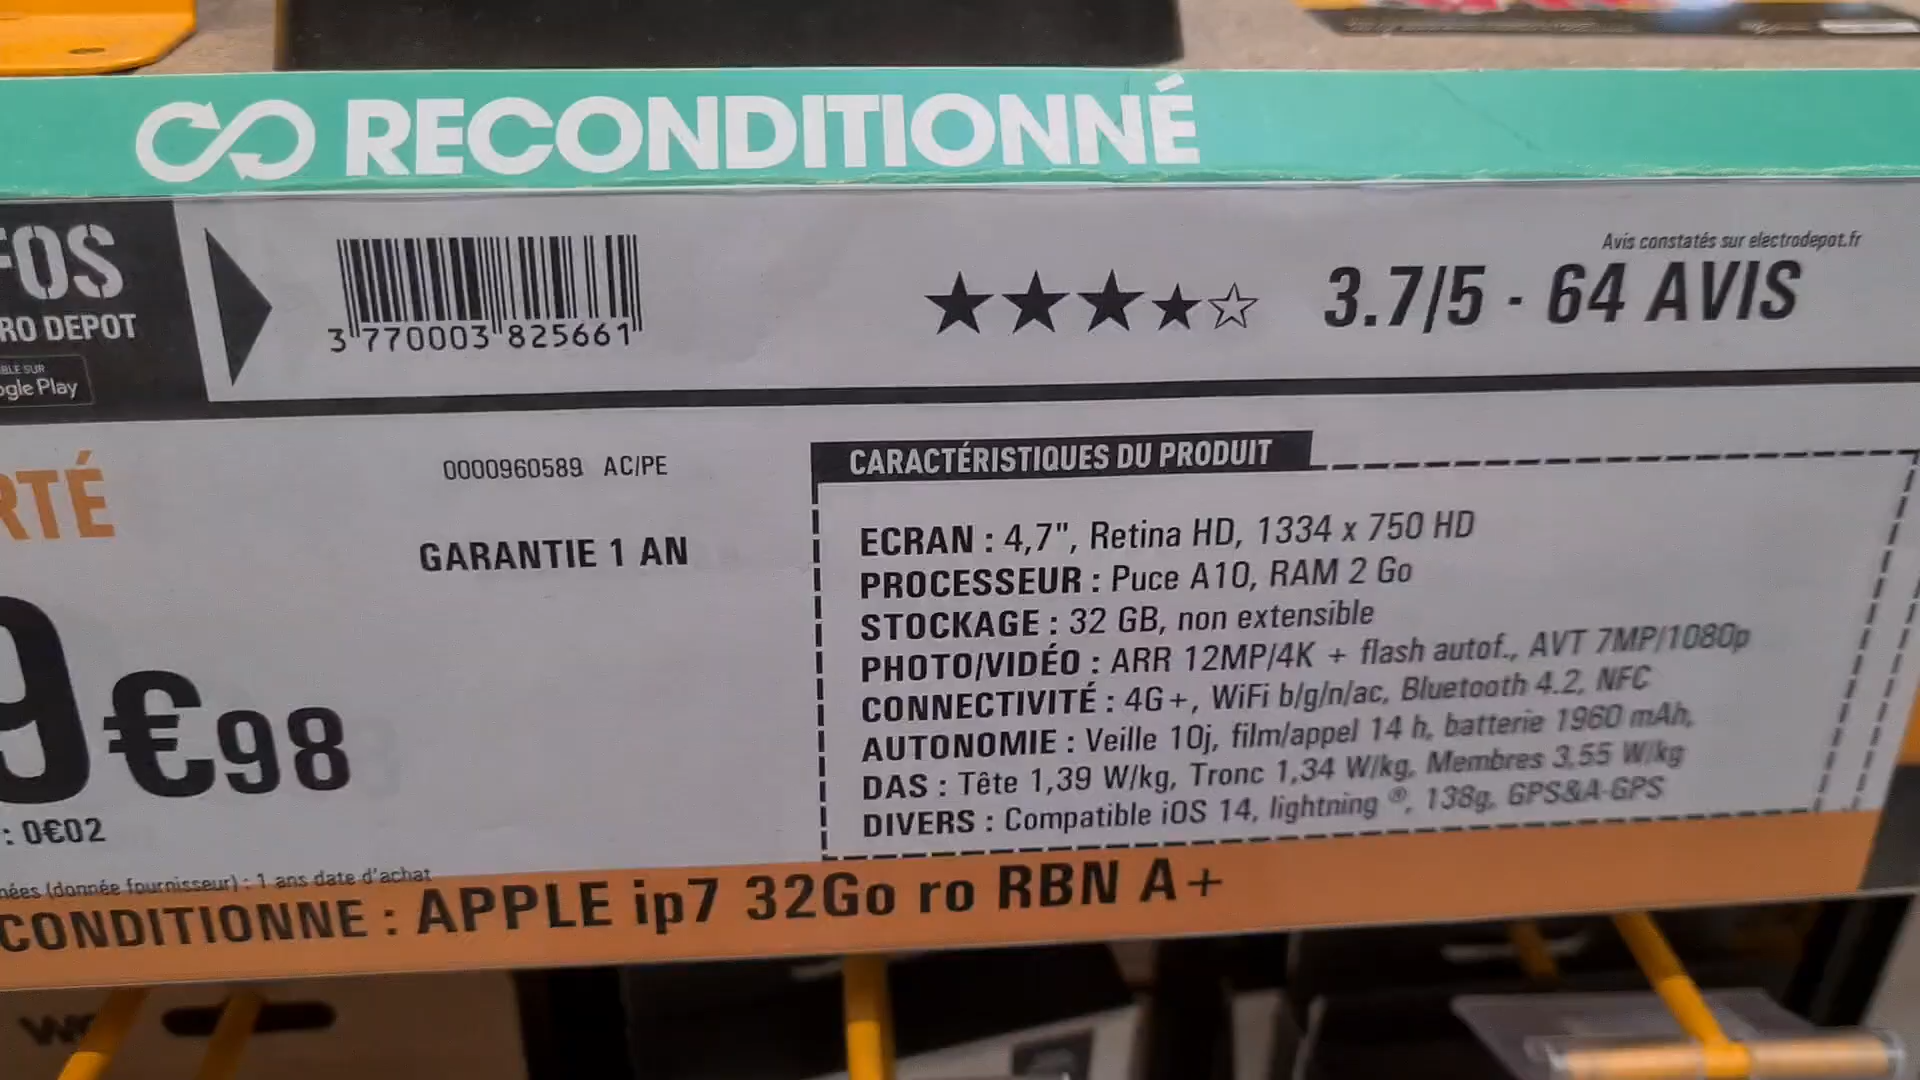 RECONDITIONNÉ
FOS
RO DEPOT
BLE SUR
ogle Play
3 770003 825661
Avis constatés sur electrodepot.fr
3.7/5 - 64 AVIS
RTÉ
0000960589 AC/PE
GARANTIE 1 AN
9€98
: 0€02
CARACTÉRISTIQUES DU PRODUIT
ECRAN : 4,7", Retina HD, 1334 x 750 HD
PROCESSEUR : Puce A10, RAM 2 Go
STOCKAGE : 32 GB, non extensible
PHOTO/VIDÉO : ARR 12MP/4K + flash autof., AVT 7MP/1080p
CONNECTIVITÉ : 4G+, WiFi b/g/n/ac, Bluetooth 4.2, NFC
AUTONOMIE : Veille 10j, film/appel 14 h, batterie 1960 mAh,
DAS : Tête 1,39 W/kg, Tronc 1,34 W/kg, Membres 3,55 W/kg
DIVERS : Compatible iOS 14, lightning ®, 138g, GPS&A-GPS
nées (donnée fournisseur) : 1 ans date d'achat
CONDITIONNE : APPLE ip7 32Go ro RBN A+